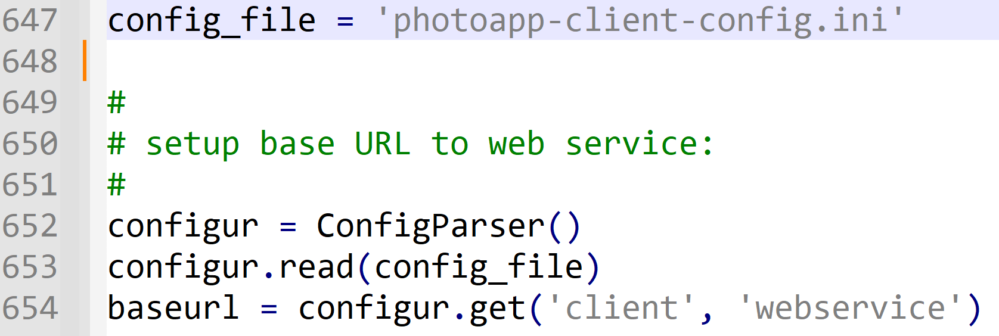 647 config_file = 'photoapp-client-config.ini'
648
649 #
650 # setup base URL to web service:
651 #
652 configur = ConfigParser()
653 configur.read(config_file)
654 baseurl = configur.get('client', 'webservice')